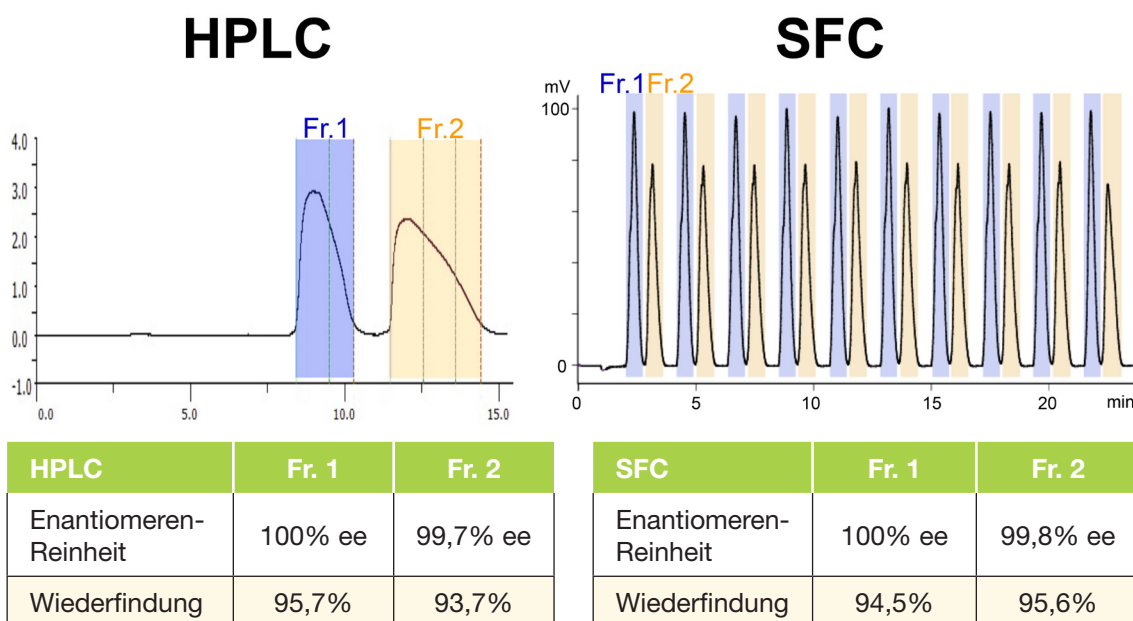 HPLC
SFC
Fr.1 Fr.2
4.0
3.0
2.0
1.0
0.0
-1.0
0.0 5.0 10.0 15.0
mV
Fr.1 Fr.2
100
0
0 5 10 15 20 min
HPLC Fr. 1 Fr. 2
Enantiomeren-
Reinheit 100% ee 99,7% ee
Wiederfindung 95,7% 93,7%
SFC Fr. 1 Fr. 2
Enantiomeren-
Reinheit 100% ee 99,8% ee
Wiederfindung 94,5% 95,6%